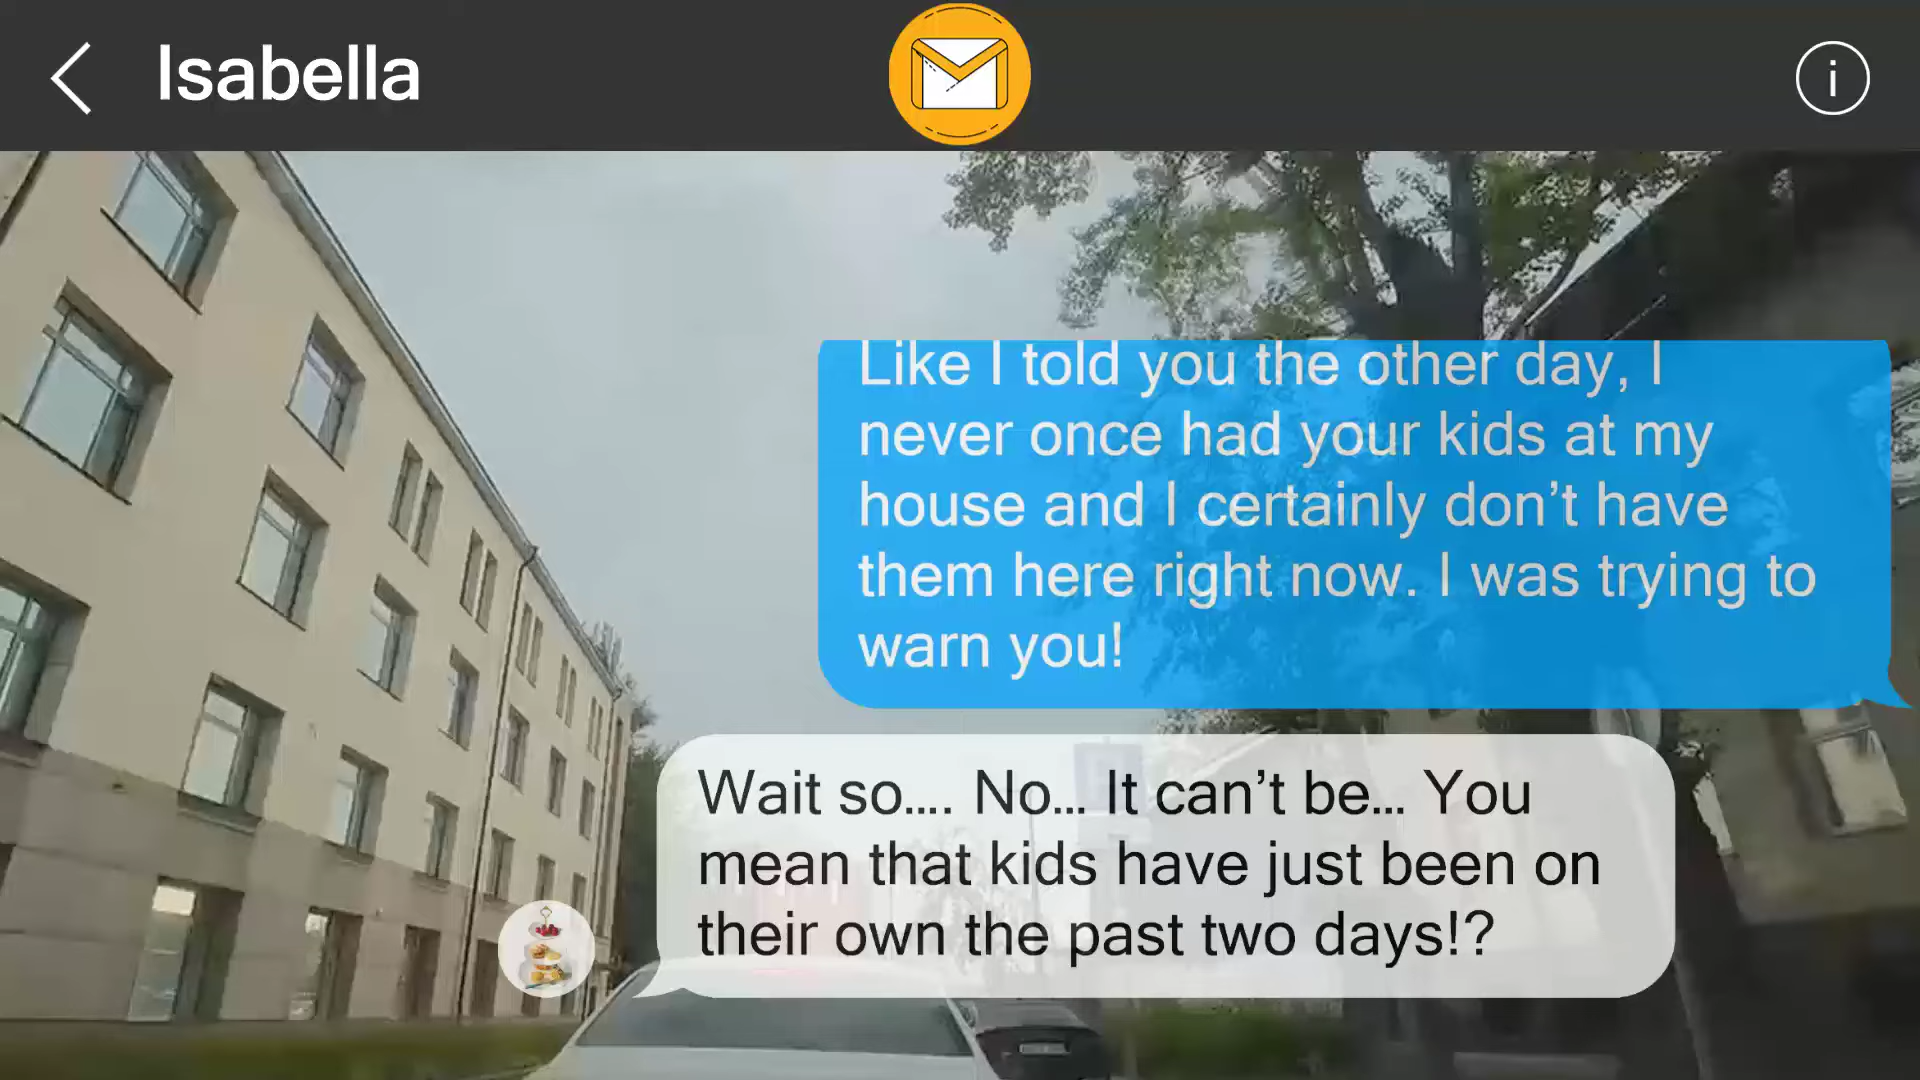 Isabella
Like I told you the other day, I
never once had your kids at my
house and I certainly don’t have
them here right now. I was trying to
warn you!
Wait so.... No... It can’t be... You
mean that kids have just been on
their own the past two days!?